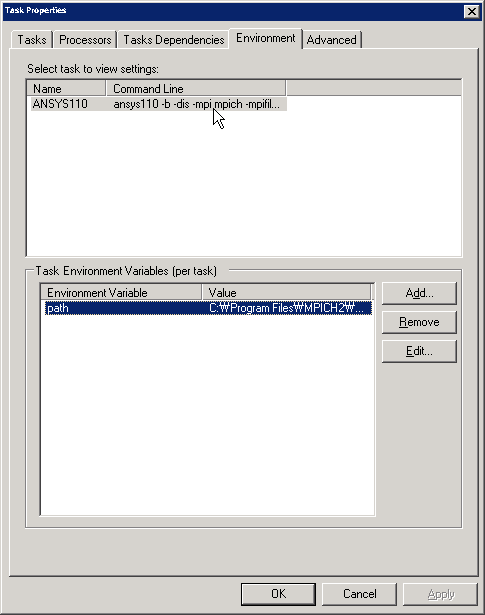 Task Properties
Tasks Processors Tasks Dependencies Environment Advanced
Select task to view settings:
Name Command Line
ANSYS110 ansys110 -b -dis -mpi mpich -mpifil...
Task Environment Variables (per task)
Environment Variable Value
path C:₩Program Files₩MPICH2₩...
Add...
Remove
Edit...
OK Cancel Apply